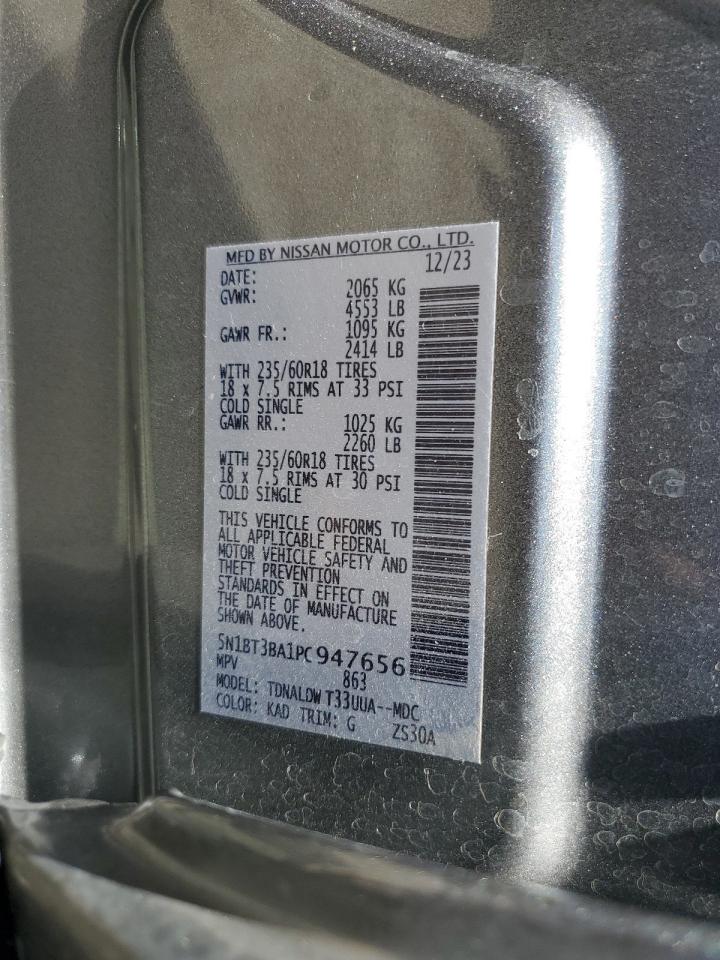 MFD BY NISSAN MOTOR CO., LTD.
DATE: 12/23
GVWR: 2065 KG
4553 LB
GAWR FR.: 1095 KG
2414 LB
WITH 235/60R18 TIRES
18 x 7.5 RIMS AT 33 PSI
COLD SINGLE
GAWR RR.: 1025 KG
2260 LB
WITH 235/60R18 TIRES
18 x 7.5 RIMS AT 30 PSI
COLD SINGLE
THIS VEHICLE CONFORMS TO
ALL APPLICABLE FEDERAL
MOTOR VEHICLE SAFETY AND
THEFT PREVENTION
STANDARDS IN EFFECT ON
THE DATE OF MANUFACTURE
SHOWN ABOVE.
5N1BT3BA1PC947656
MPV 863
MODEL: TDNALDW T33UUA--MDC
COLOR: KAD TRIM: G ZS30A